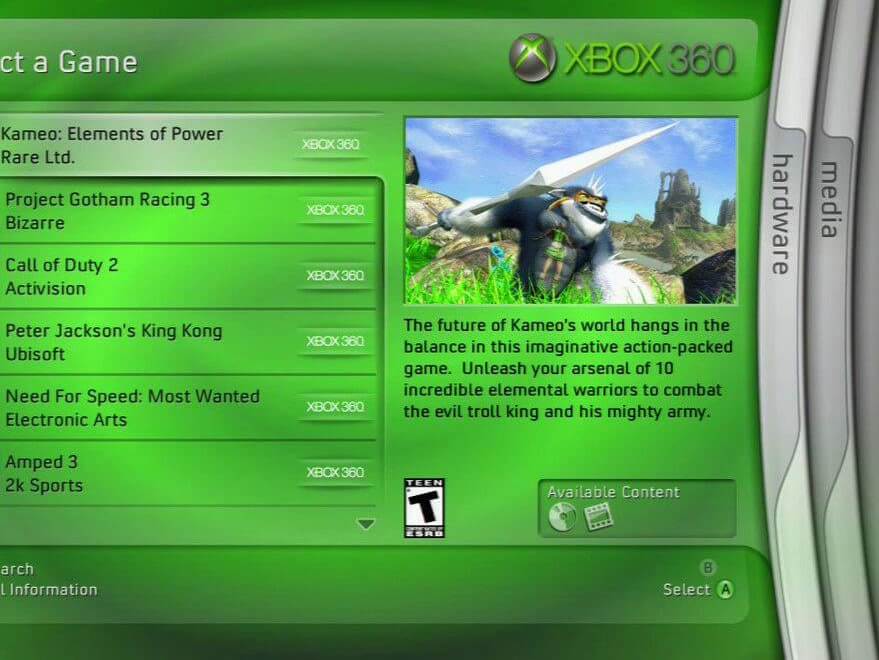 ct a Game
XBOX 360
Kameo: Elements of Power
Rare Ltd.
XBOX 360
Project Gotham Racing 3
Bizarre
XBOX 360
Call of Duty 2
Activision
XBOX 360
Peter Jackson's King Kong
Ubisoft
XBOX 360
Need For Speed: Most Wanted
Electronic Arts
XBOX 360
Amped 3
2k Sports
XBOX 360
The future of Kameo's world hangs in the
balance in this imaginative action-packed
game. Unleash your arsenal of 10
incredible elemental warriors to combat
the evil troll king and his mighty army.
TEEN
T
ESRB
Available Content
arch
l Information
B
Select A
hardware
media